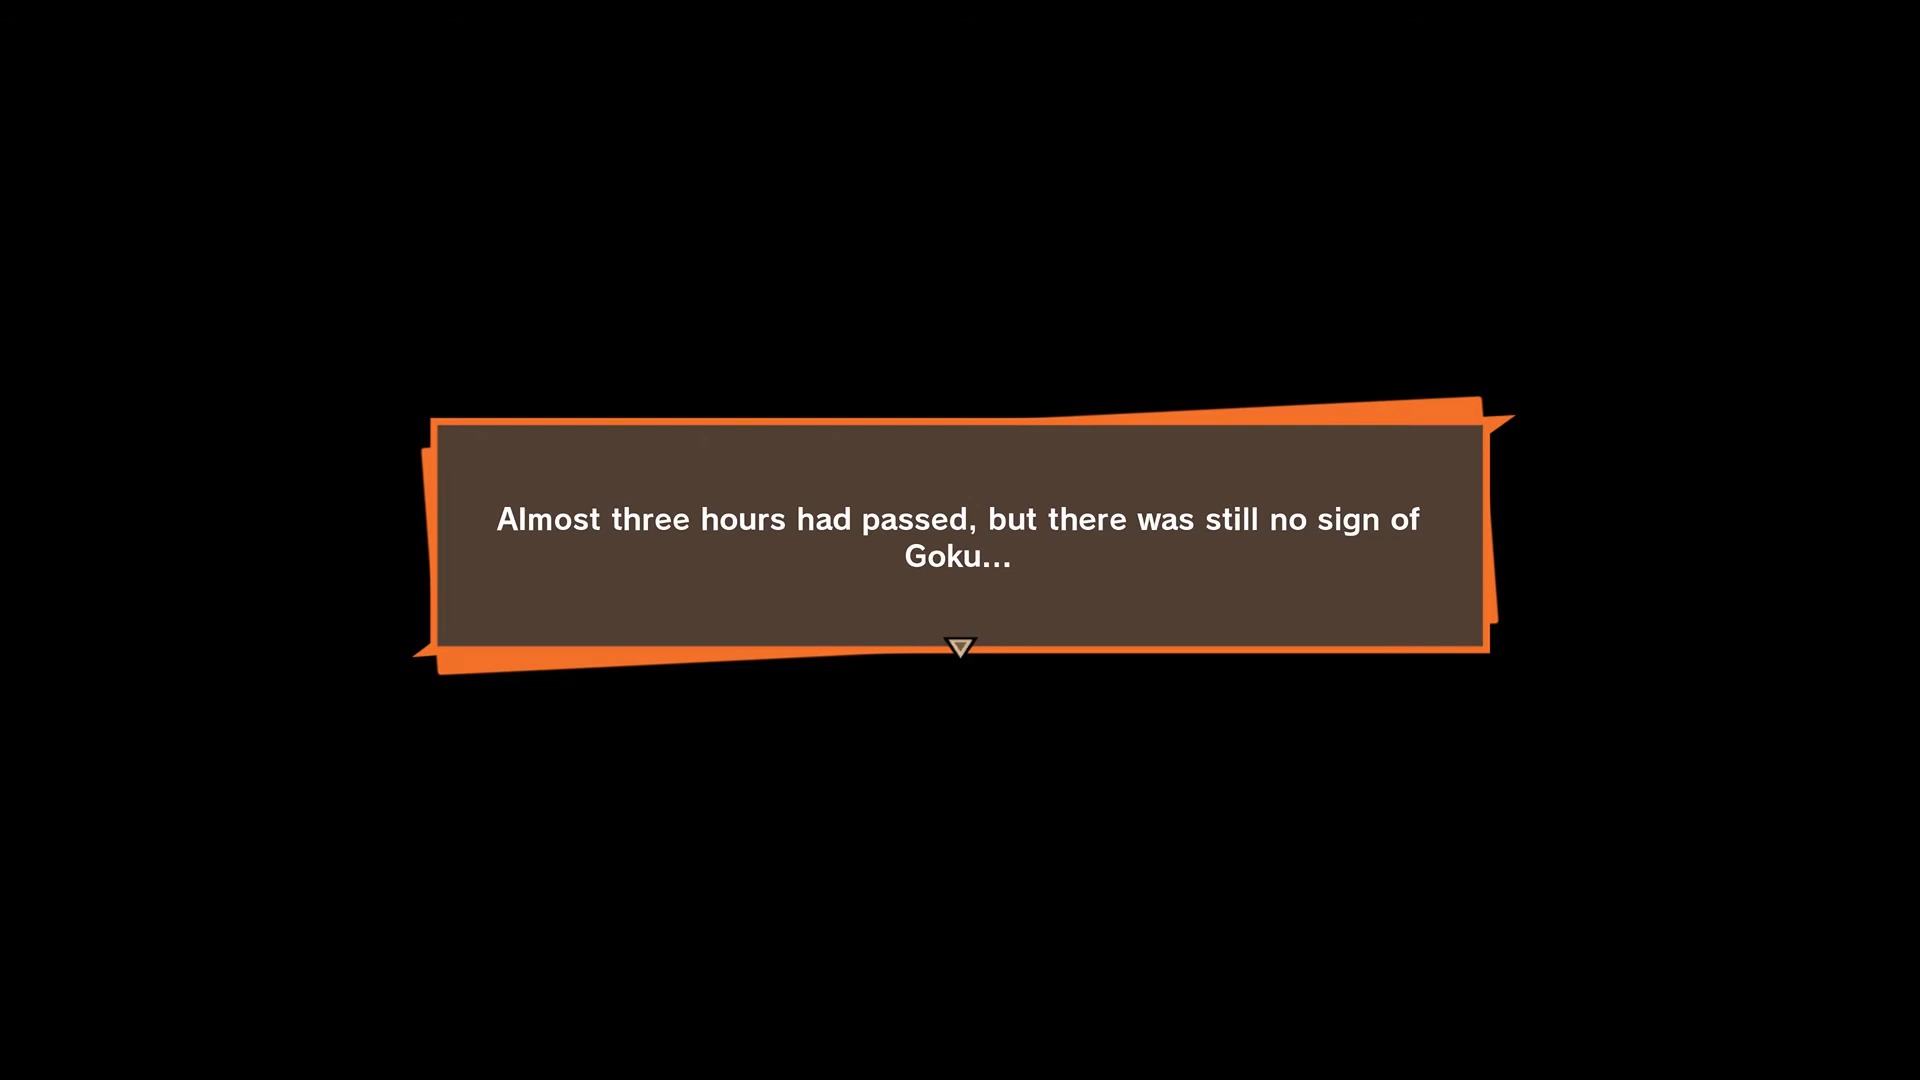 Almost three hours had passed, but there was still no sign of
Goku...